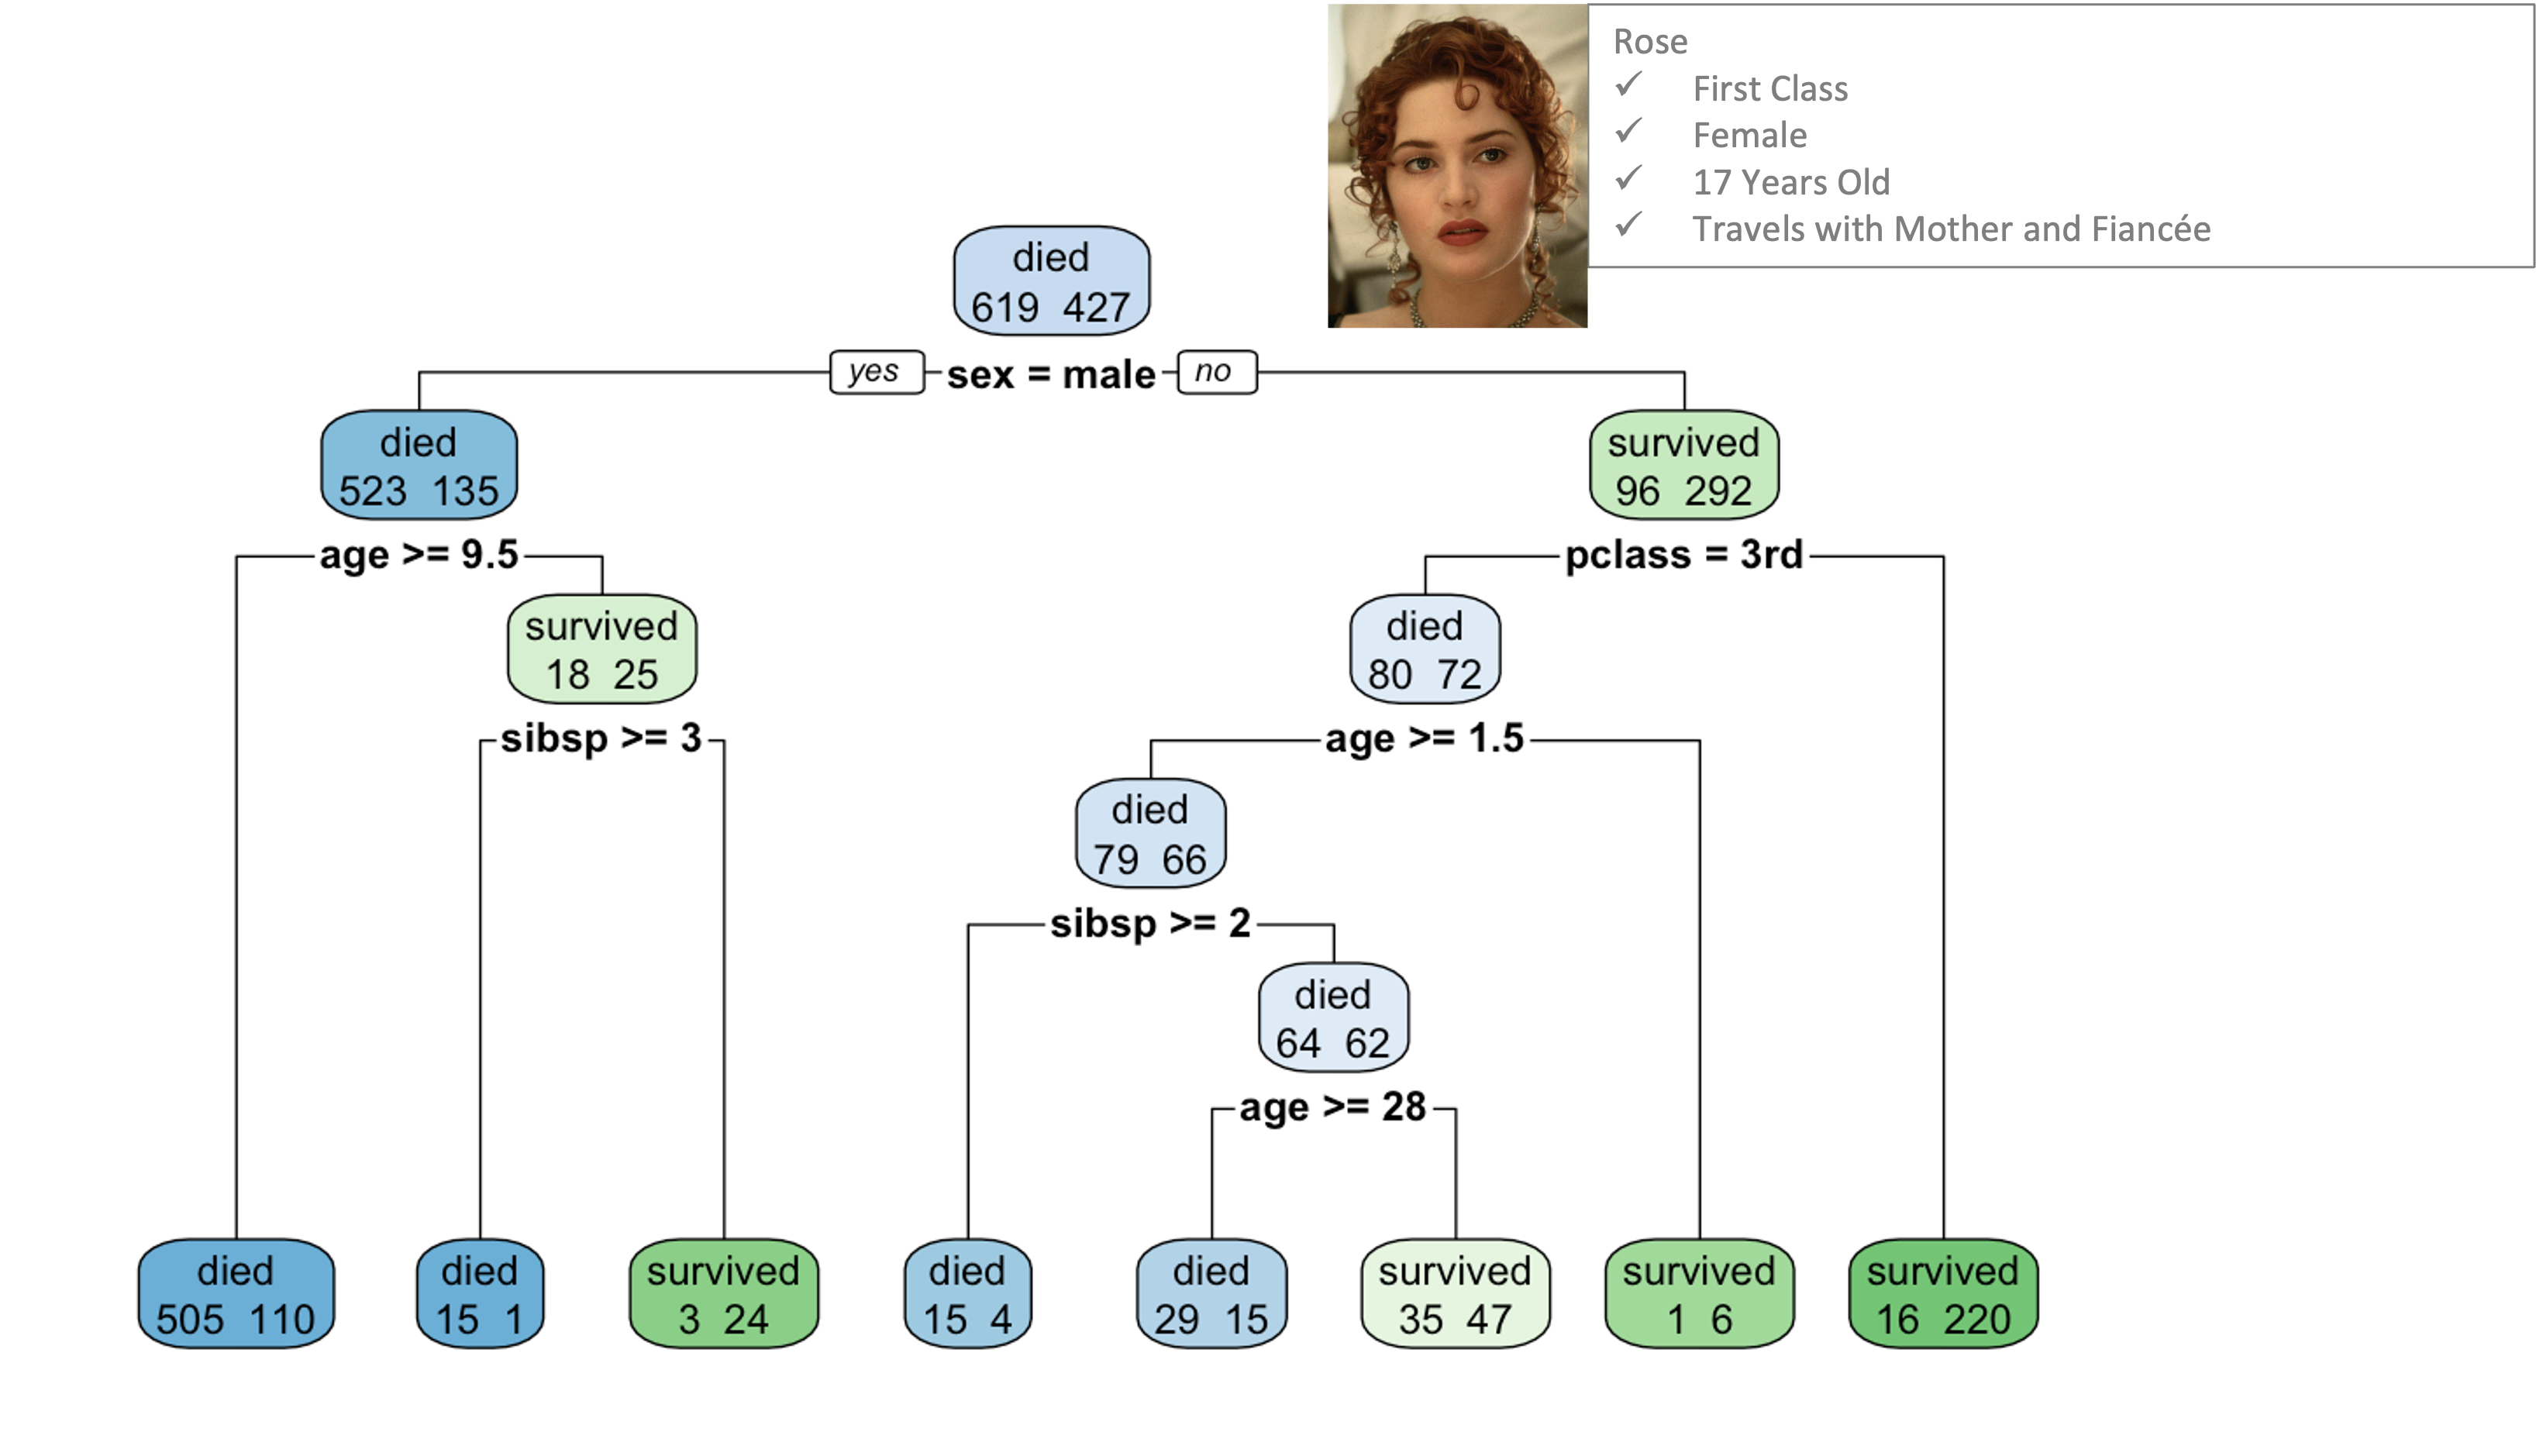 Rose
✓ First Class
✓ Female
✓ 17 Years Old
✓ Travels with Mother and Fiancée
died
619 427
yes sex = male no
died
523 135
survived
96 292
age >= 9.5
pclass = 3rd
survived
18 25
died
80 72
sibsp >= 3
age >= 1.5
died
79 66
sibsp >= 2
died
64 62
age >= 28
died
505 110
died
15 1
survived
3 24
died
15 4
died
29 15
survived
35 47
survived
1 6
survived
16 220